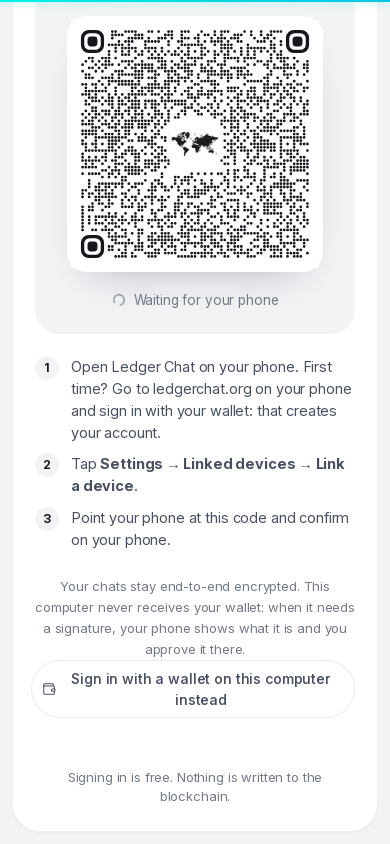 Waiting for your phone
1 Open Ledger Chat on your phone. First
time? Go to ledgerchat.org on your phone
and sign in with your wallet: that creates
your account.
2 Tap Settings → Linked devices → Link
a device.
3 Point your phone at this code and confirm
on your phone.
Your chats stay end-to-end encrypted. This
computer never receives your wallet: when it needs
a signature, your phone shows what it is and you
approve it there.
Sign in with a wallet on this computer
instead
Signing in is free. Nothing is written to the
blockchain.